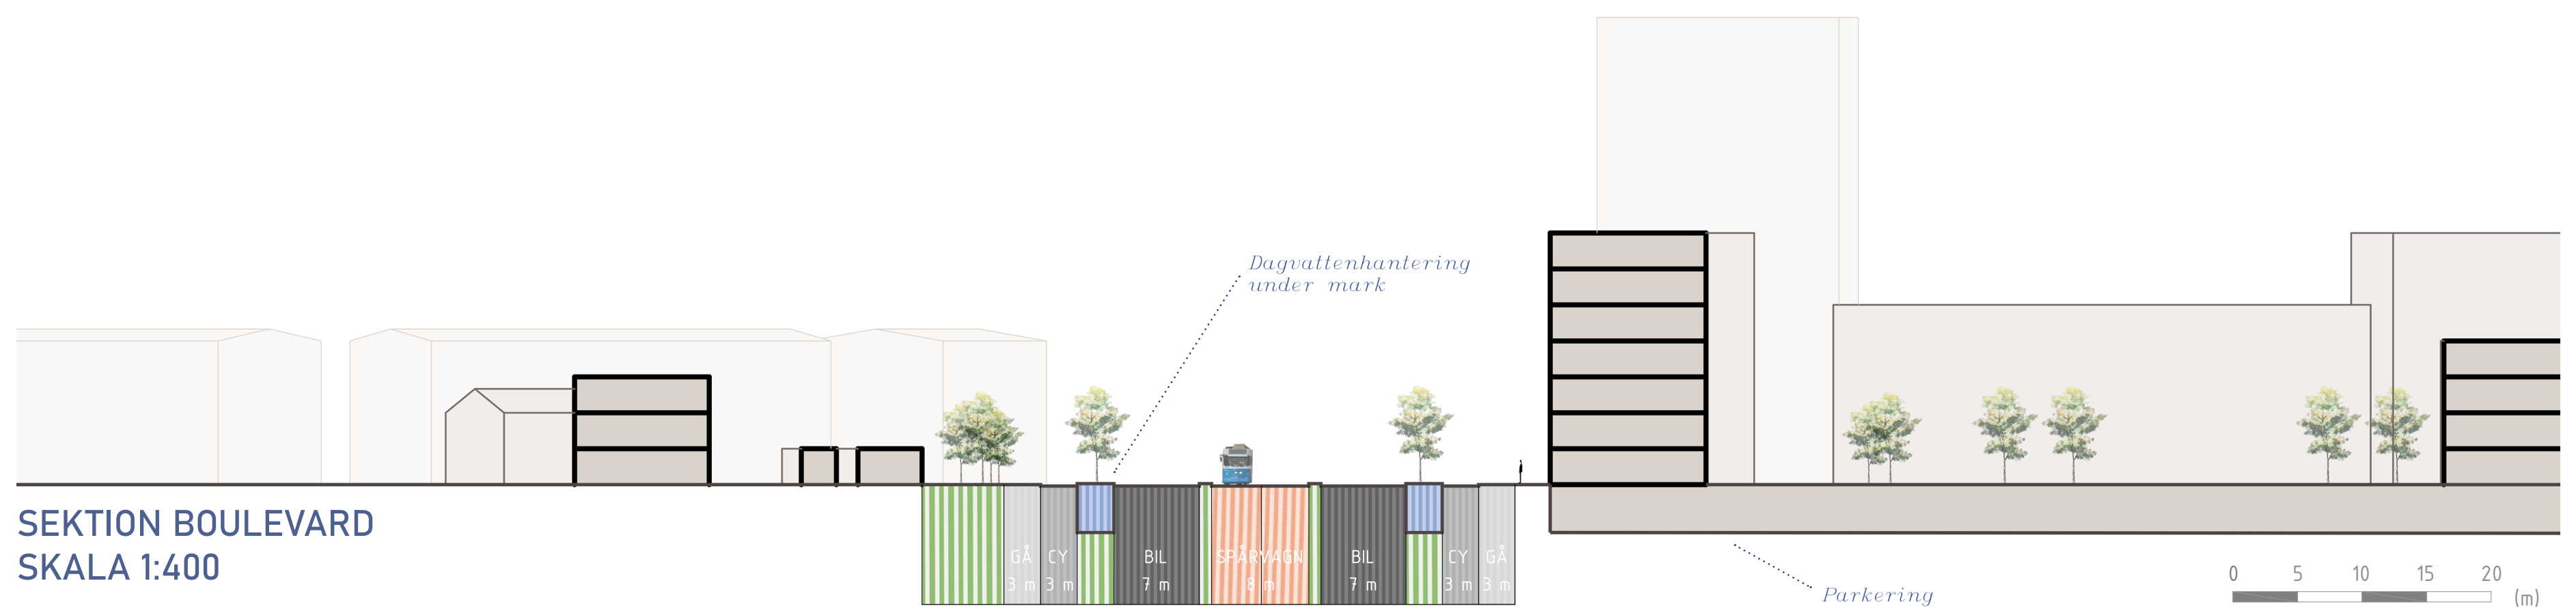 Dagvattenhantering
under mark
SEKTION BOULEVARD
SKALA 1:400
GÅ CY BIL SPÅRVAGN BIL CY GÅ
3 m 3 m 7 m 8 m 7 m 3 m 3 m
Parkering
0 5 10 15 20
(m)